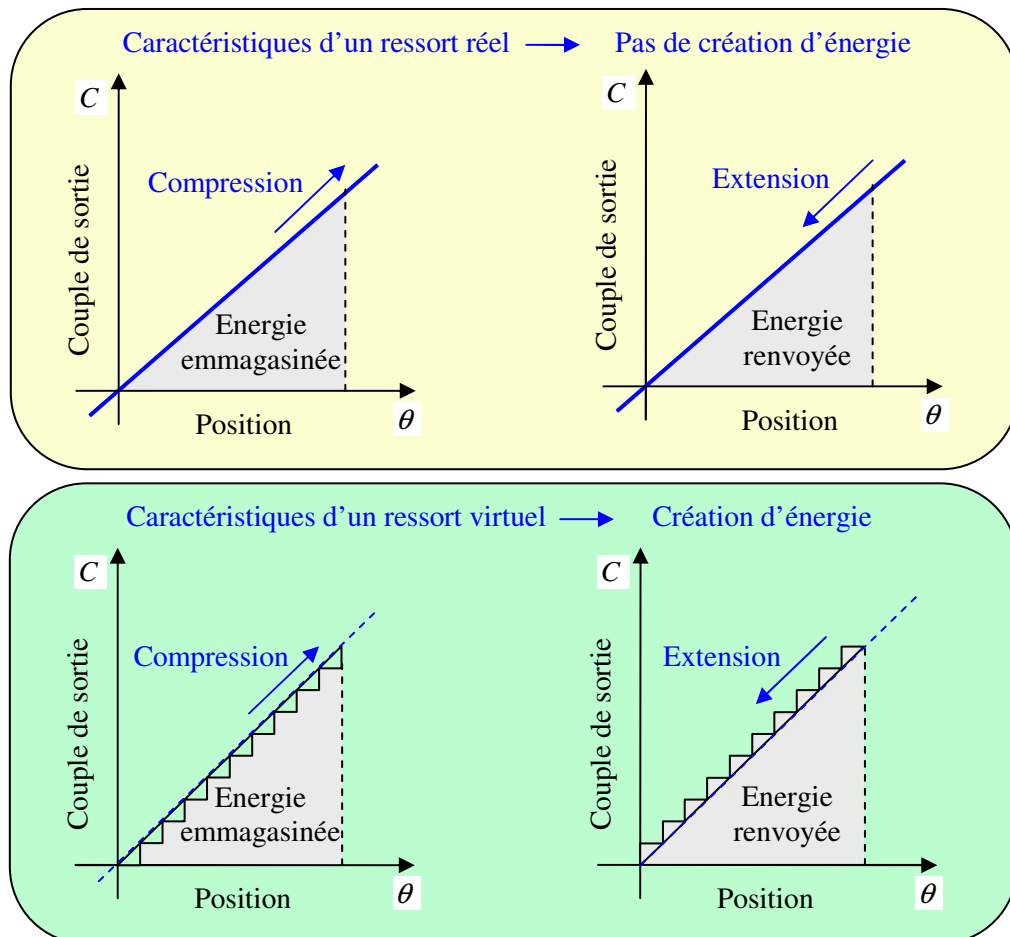 Caractéristiques d'un ressort réel → Pas de création d'énergie
C
Couple de sortie
Compression
Energie
emmagasinée
Position
θ
C
Couple de sortie
Extension
Energie
renvoyée
Position
θ
Caractéristiques d'un ressort virtuel → Création d'énergie
C
Couple de sortie
Compression
Energie
emmagasinée
Position
θ
C
Couple de sortie
Extension
Energie
renvoyée
Position
θ